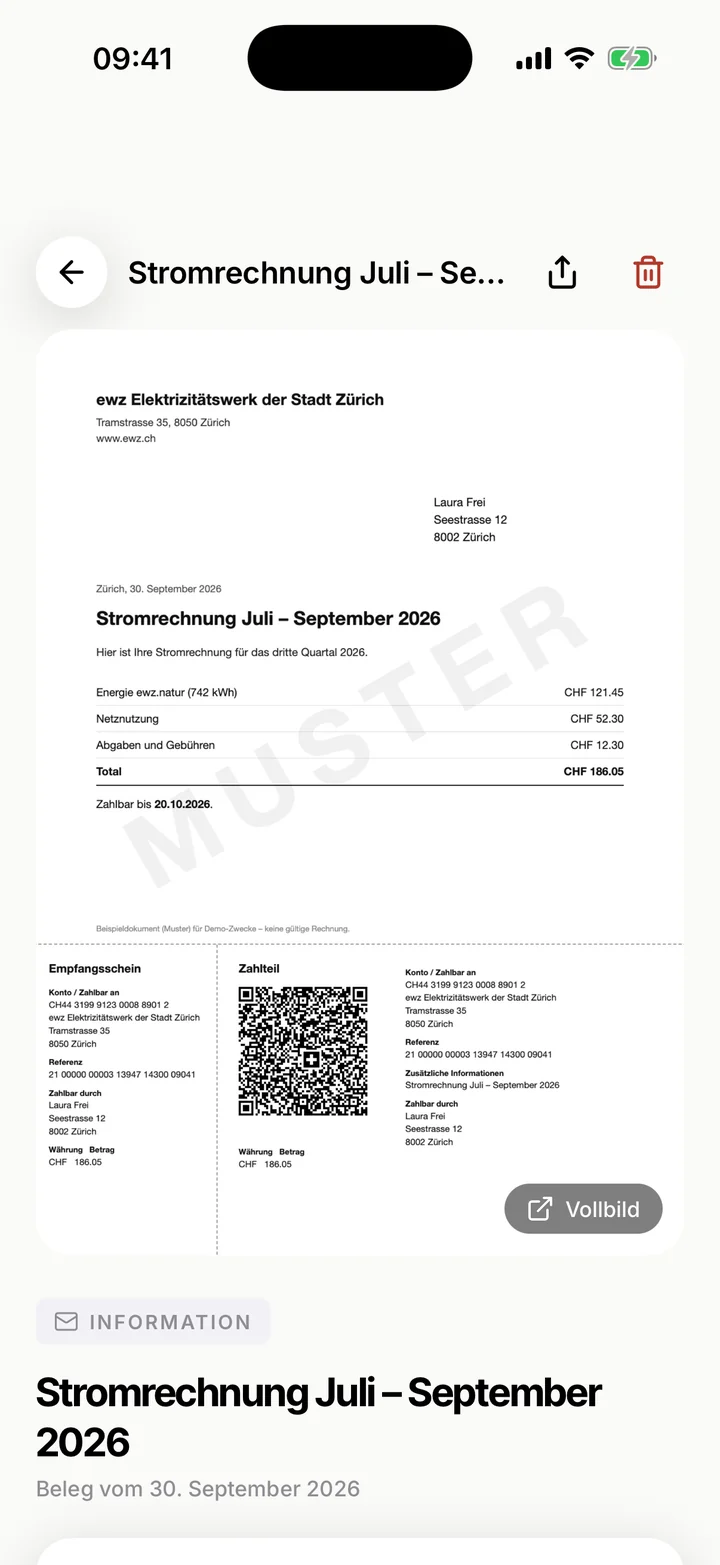 09:41
Stromrechnung Juli – Se...
ewz Elektrizitätswerk der Stadt Zürich
Tramstrasse 35, 8050 Zürich
www.ewz.ch
Laura Frei
Seestrasse 12
8002 Zürich
Zürich, 30. September 2026
Stromrechnung Juli – September 2026
Hier ist Ihre Stromrechnung für das dritte Quartal 2026.
Energie ewz.natur (742 kWh) CHF 121.45
Netznutzung CHF 52.30
Abgaben und Gebühren CHF 12.30
Total CHF 186.05
Zahlbar bis 20.10.2026.
MUSTER
Beispieldokument (Muster) für Demo-Zwecke – keine gültige Rechnung.
Empfangsschein
Konto / Zahlbar an
CH44 3199 9123 0008 8901 2
ewz Elektrizitätswerk der Stadt Zürich
Tramstrasse 35
8050 Zürich
Referenz
21 00000 00003 13947 14300 09041
Zahlbar durch
Laura Frei
Seestrasse 12
8002 Zürich
Währung Betrag
CHF 186.05
Zahlteil
Währung Betrag
CHF 186.05
Konto / Zahlbar an
CH44 3199 9123 0008 8901 2
ewz Elektrizitätswerk der Stadt Zürich
Tramstrasse 35
8050 Zürich
Referenz
21 00000 00003 13947 14300 09041
Zusätzliche Informationen
Stromrechnung Juli – September 2026
Zahlbar durch
Laura Frei
Seestrasse 12
8002 Zürich
Vollbild
INFORMATION
Stromrechnung Juli – September
2026
Beleg vom 30. September 2026